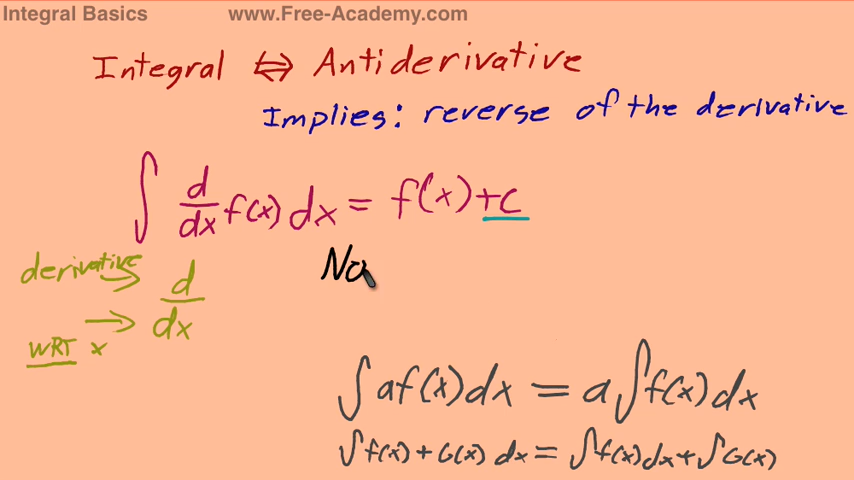 Integral Basics www.Free-Academy.com
Integral ⇔ Antiderivative
Implies: reverse of the derivative
∫ d/dx f(x) dx = f(x) + c
No
derivative → d/dx
WRT x →
∫ a f(x) dx = a ∫ f(x) dx
∫ f(x) + G(x) dx = ∫ f(x) dx + ∫ G(x)